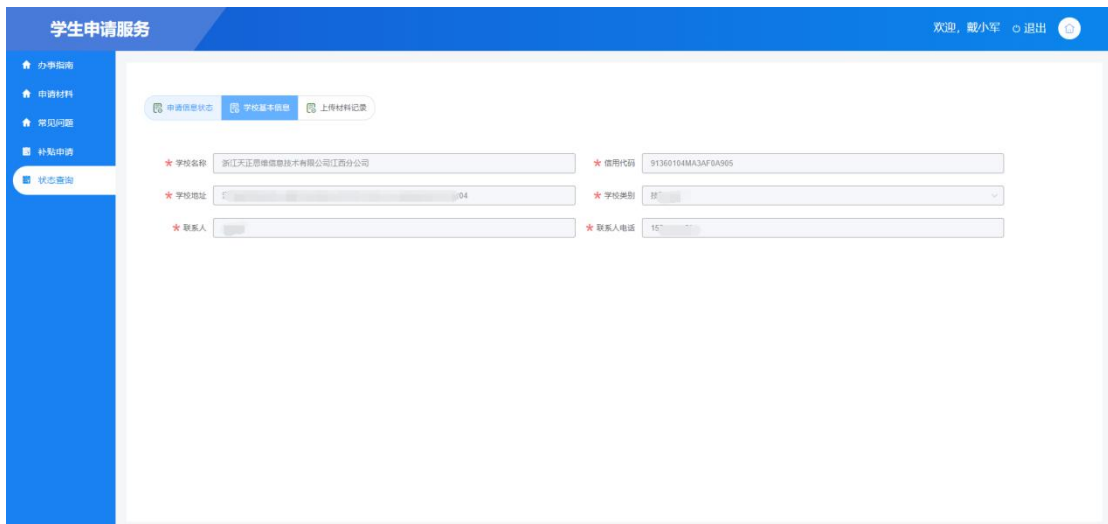 学生申请服务
欢迎，戴小军 退出
办事指南
申请材料
常见问题
补贴申请
状态查询
申请信息状态 学校基本信息 上传材料记录
* 学校名称 浙江天正思维信息技术有限公司江西分公司 * 信用代码 91360104MA3AF0A905
* 学校地址 04 * 学校类别
* 联系人 * 联系人电话 15